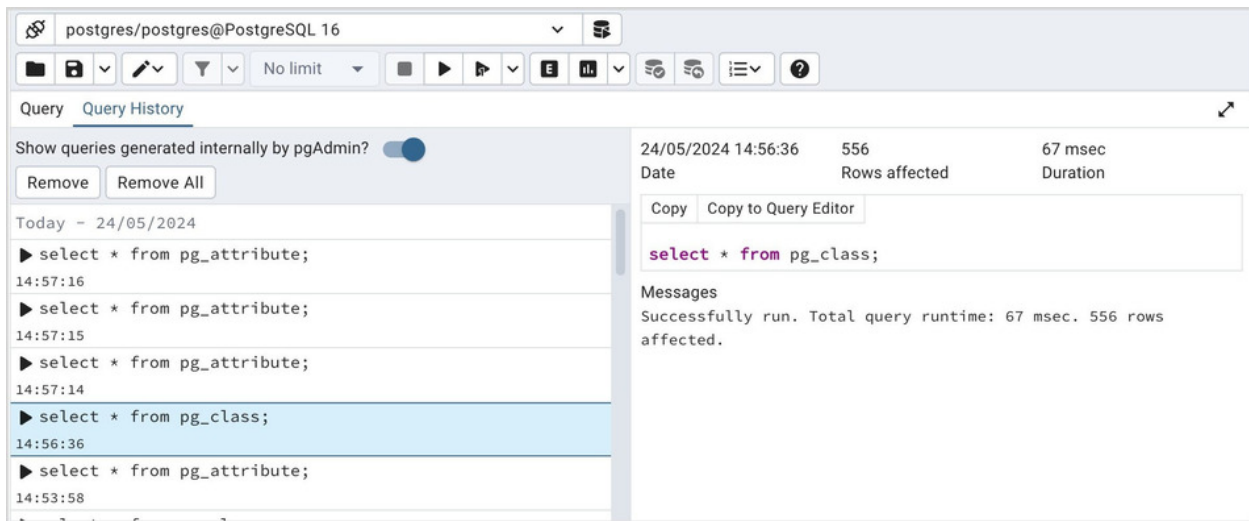 postgres/postgres@PostgreSQL 16
No limit
E
Query Query History
Show queries generated internally by pgAdmin?
Remove Remove All
Today - 24/05/2024
select * from pg_attribute;
14:57:16
select * from pg_attribute;
14:57:15
select * from pg_attribute;
14:57:14
select * from pg_class;
14:56:36
select * from pg_attribute;
14:53:58
24/05/2024 14:56:36 556 67 msec
Date Rows affected Duration
Copy Copy to Query Editor
select * from pg_class;
Messages
Successfully run. Total query runtime: 67 msec. 556 rows
affected.